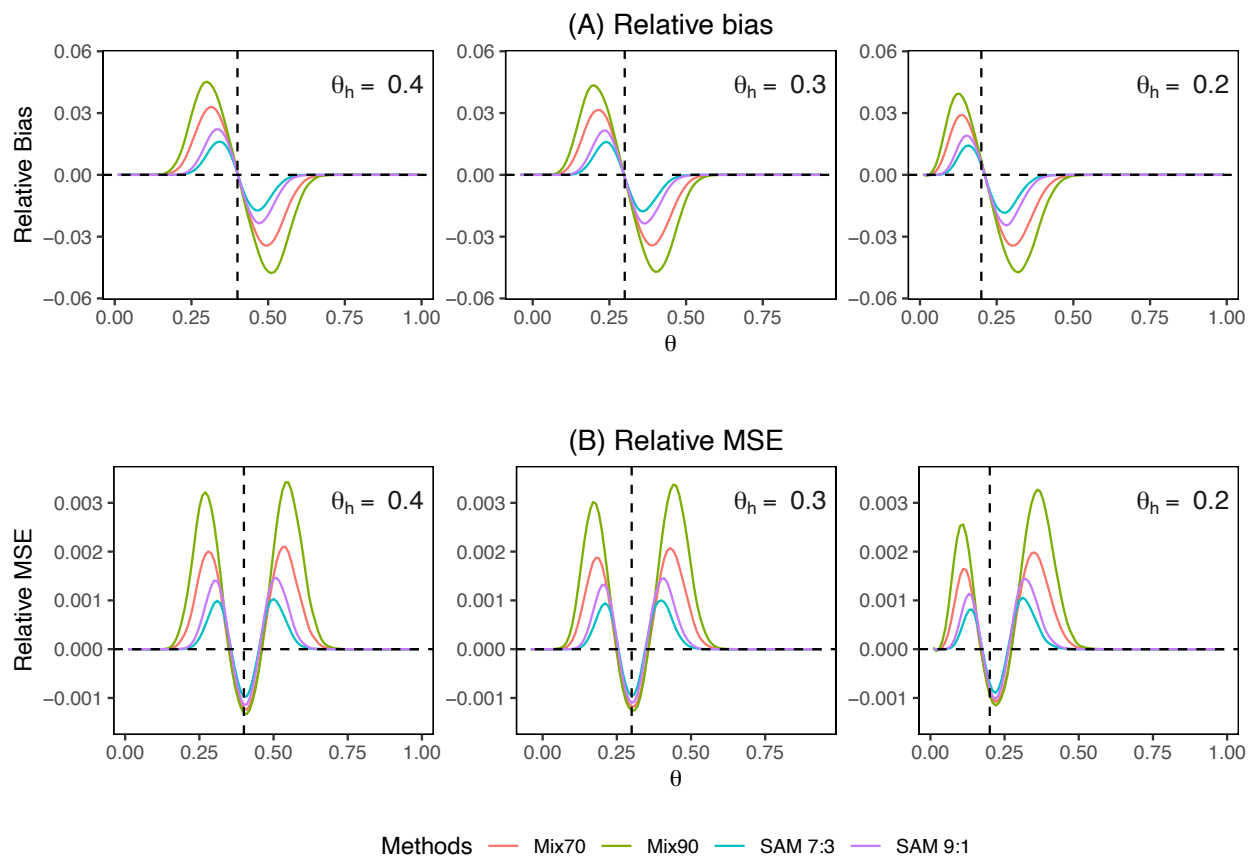 (A) Relative bias
Relative Bias
0.06
0.03
0.00
−0.03
−0.06
θh = 0.4
0.00 0.25 0.50 0.75 1.00
0.06
0.03
0.00
−0.03
−0.06
θh = 0.3
0.00 0.25 0.50 0.75
θ
0.06
0.03
0.00
−0.03
−0.06
θh = 0.2
0.00 0.25 0.50 0.75 1.00
(B) Relative MSE
Relative MSE
0.003
0.002
0.001
0.000
−0.001
θh = 0.4
0.00 0.25 0.50 0.75 1.00
0.003
0.002
0.001
0.000
−0.001
θh = 0.3
0.00 0.25 0.50 0.75
θ
0.003
0.002
0.001
0.000
−0.001
θh = 0.2
0.00 0.25 0.50 0.75 1.00
Methods Mix70 Mix90 SAM 7:3 SAM 9:1